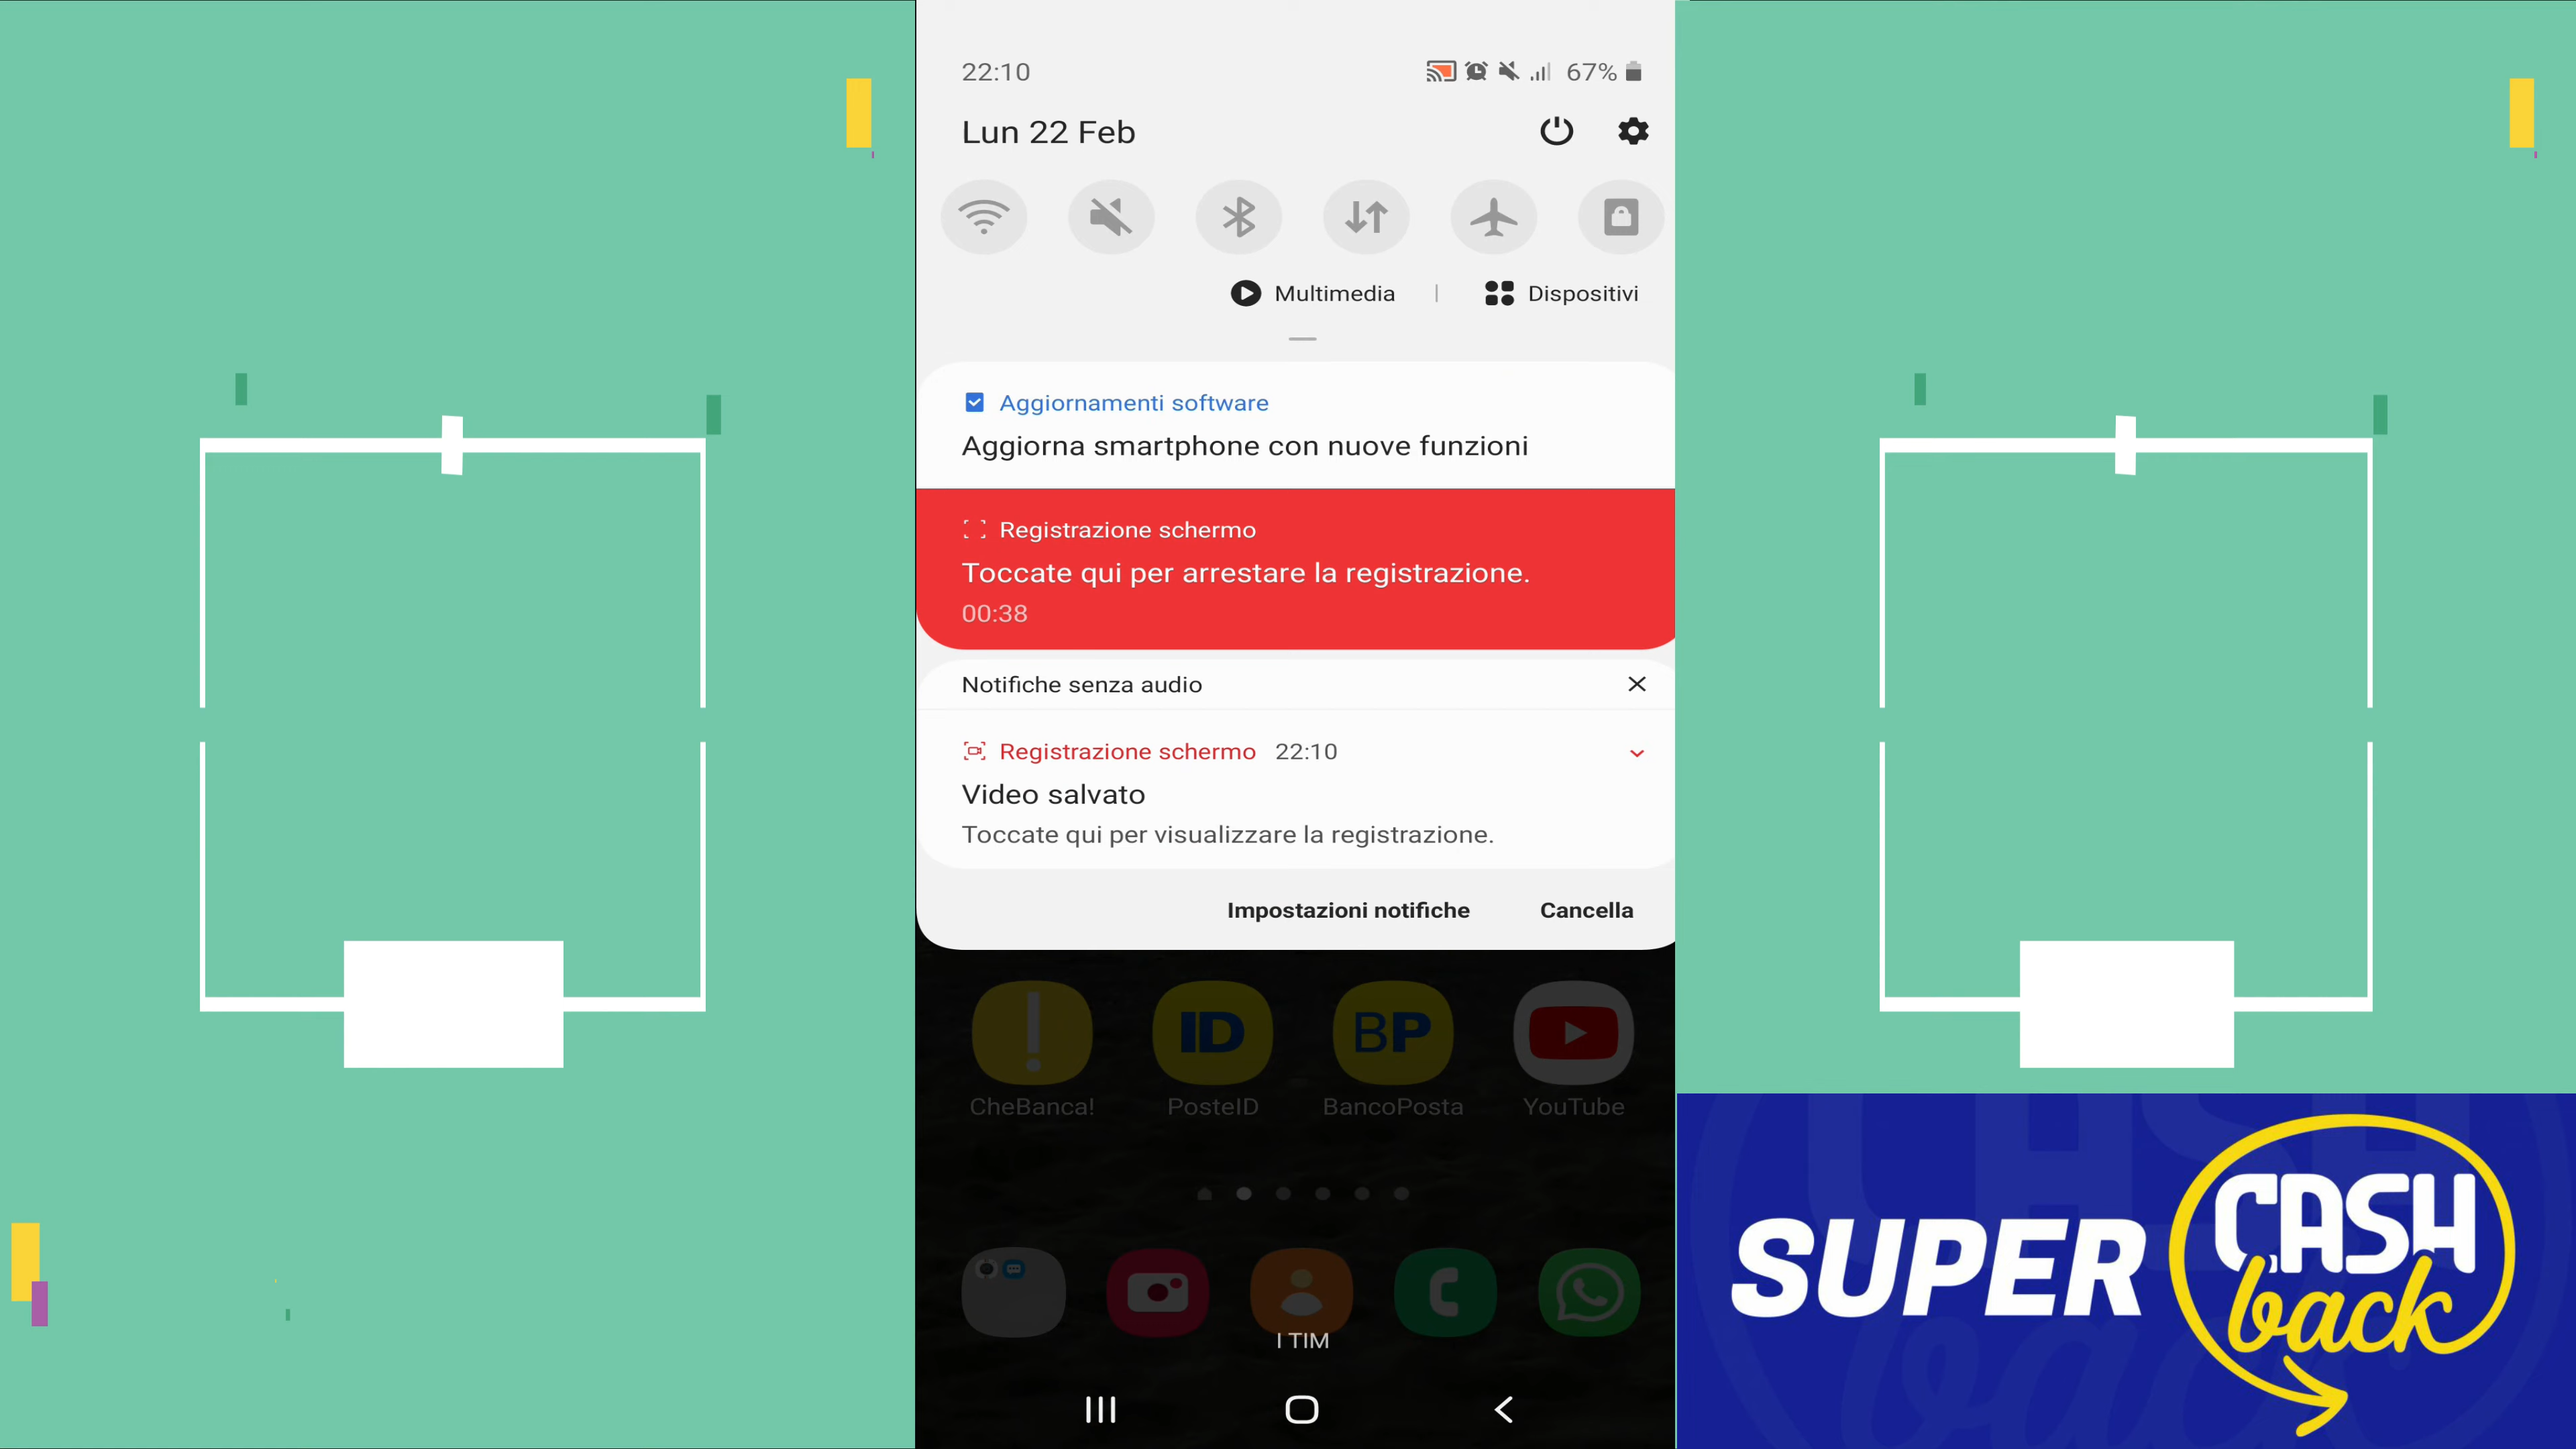 22:10
67%
Lun 22 Feb
Multimedia | Dispositivi
Aggiornamenti software
Aggiorna smartphone con nuove funzioni
Registrazione schermo
Toccate qui per arrestare la registrazione.
00:38
Notifiche senza audio
Registrazione schermo 22:10
Video salvato
Toccate qui per visualizzare la registrazione.
Impostazioni notifiche Cancella
ID BP
CheBanca! PosteID BancoPosta YouTube
I TIM
SUPER CASH back